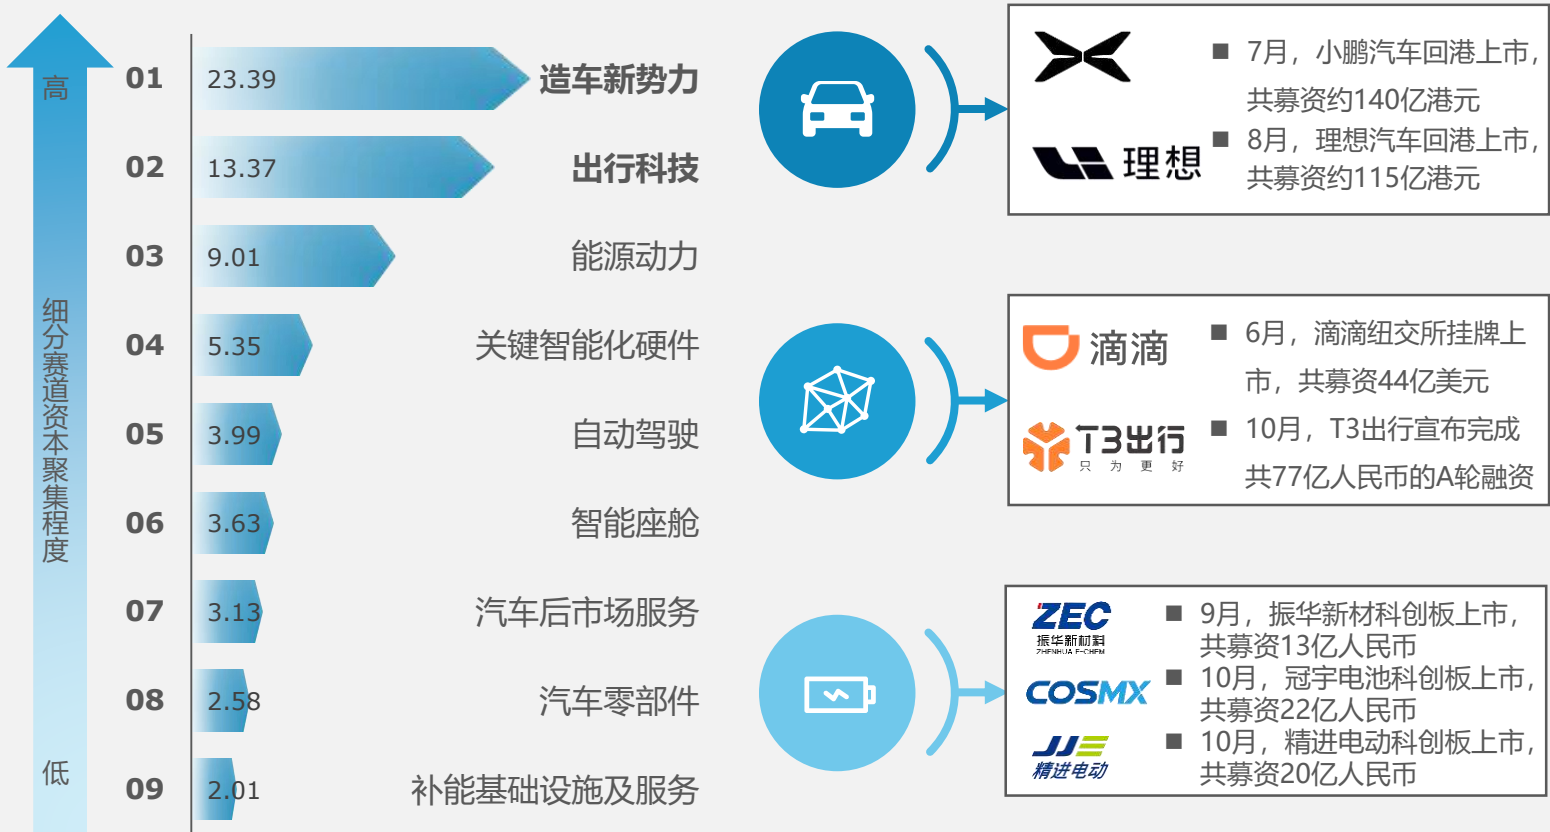 高
细分赛道资本聚集程度
低
01 23.39 造车新势力
02 13.37 出行科技
03 9.01 能源动力
04 5.35 关键智能化硬件
05 3.99 自动驾驶
06 3.63 智能座舱
07 3.13 汽车后市场服务
08 2.58 汽车零部件
09 2.01 补能基础设施及服务
■ 7月，小鹏汽车回港上市，
共募资约140亿港元
理想
■ 8月，理想汽车回港上市，
共募资约115亿港元
滴滴
■ 6月，滴滴纽交所挂牌上
市，共募资44亿美元
T3出行
只为更好
■ 10月，T3出行宣布完成
共77亿人民币的A轮融资
ZEC
振华新材料
ZHENHUA E-CHEM
■ 9月，振华新材科创板上市，
共募资13亿人民币
COSMX
■ 10月，冠宇电池科创板上市，
共募资22亿人民币
JJE
精进电动
■ 10月，精进电动科创板上市，
共募资20亿人民币